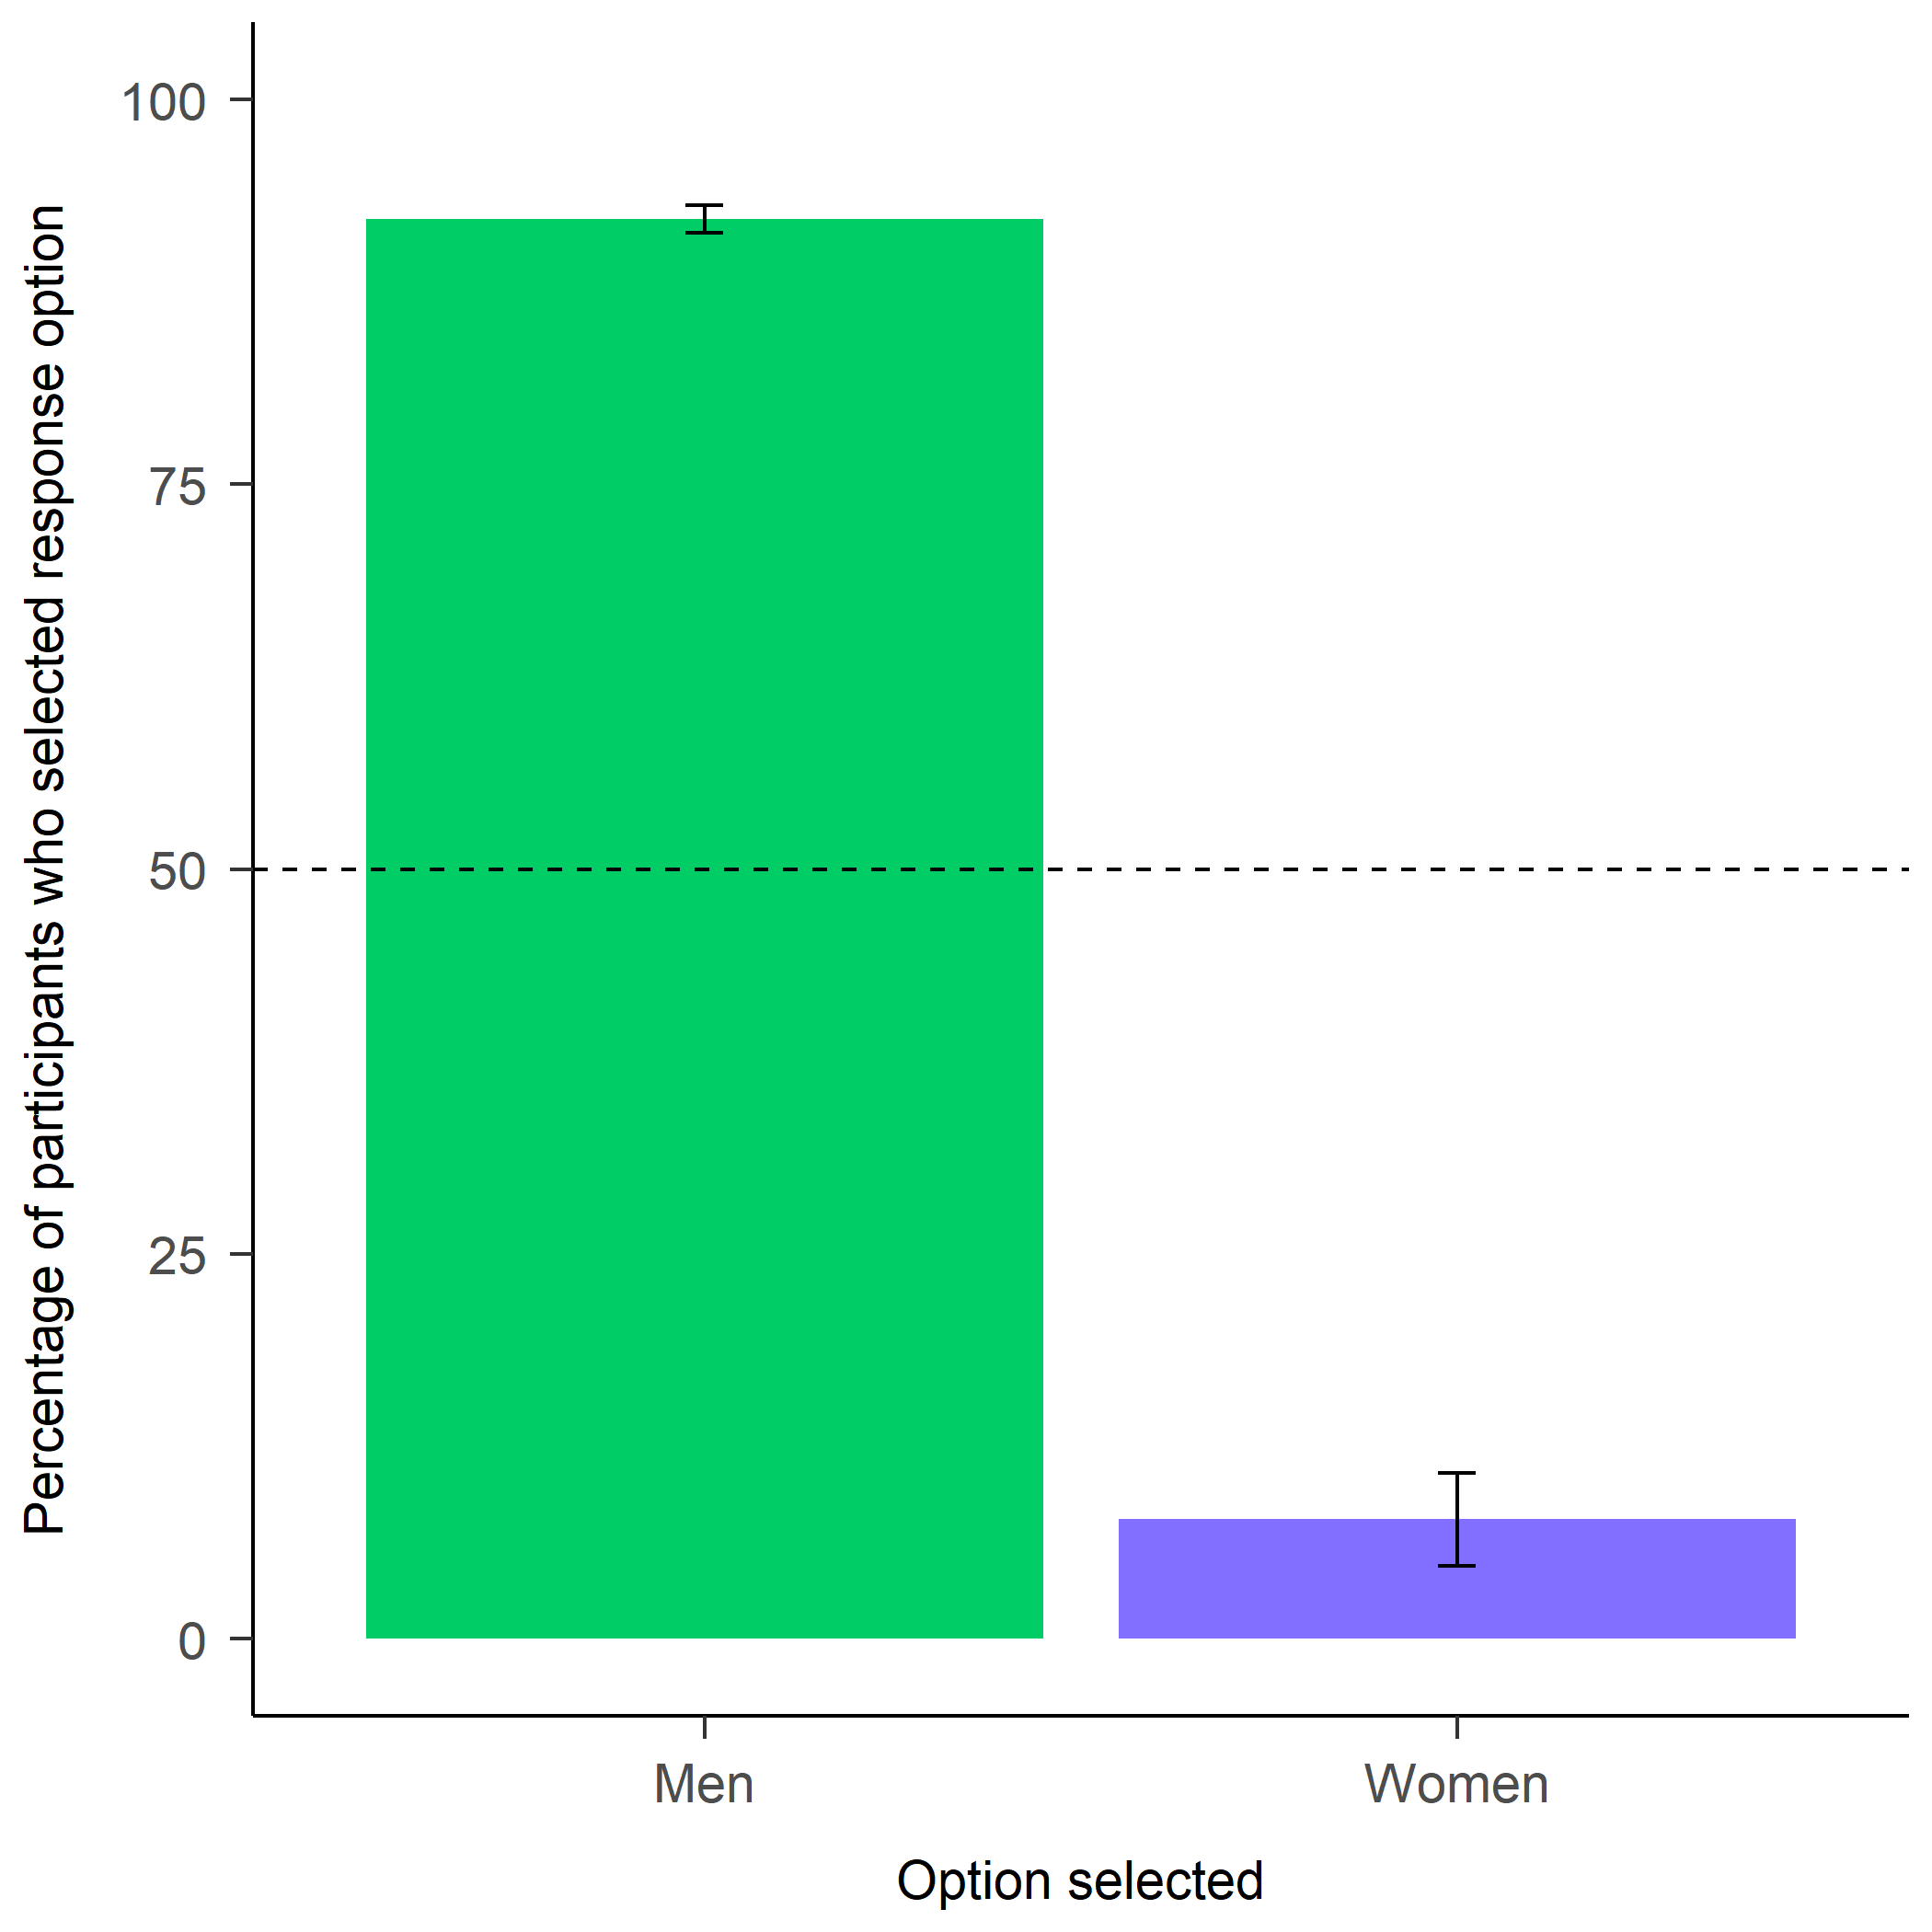 Percentage of participants who selected response option
100
75
50
25
0
Men
Women
Option selected